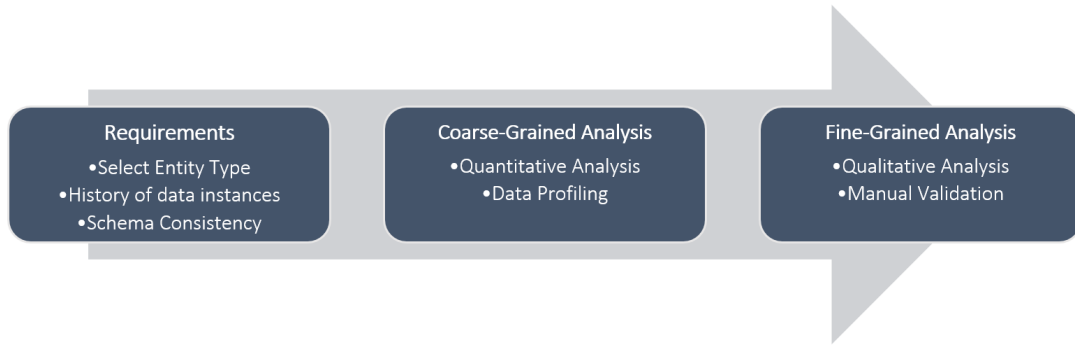 Requirements
•Select Entity Type
•History of data instances
•Schema Consistency
Coarse-Grained Analysis
•Quantitative Analysis
•Data Profiling
Fine-Grained Analysis
•Qualitative Analysis
•Manual Validation